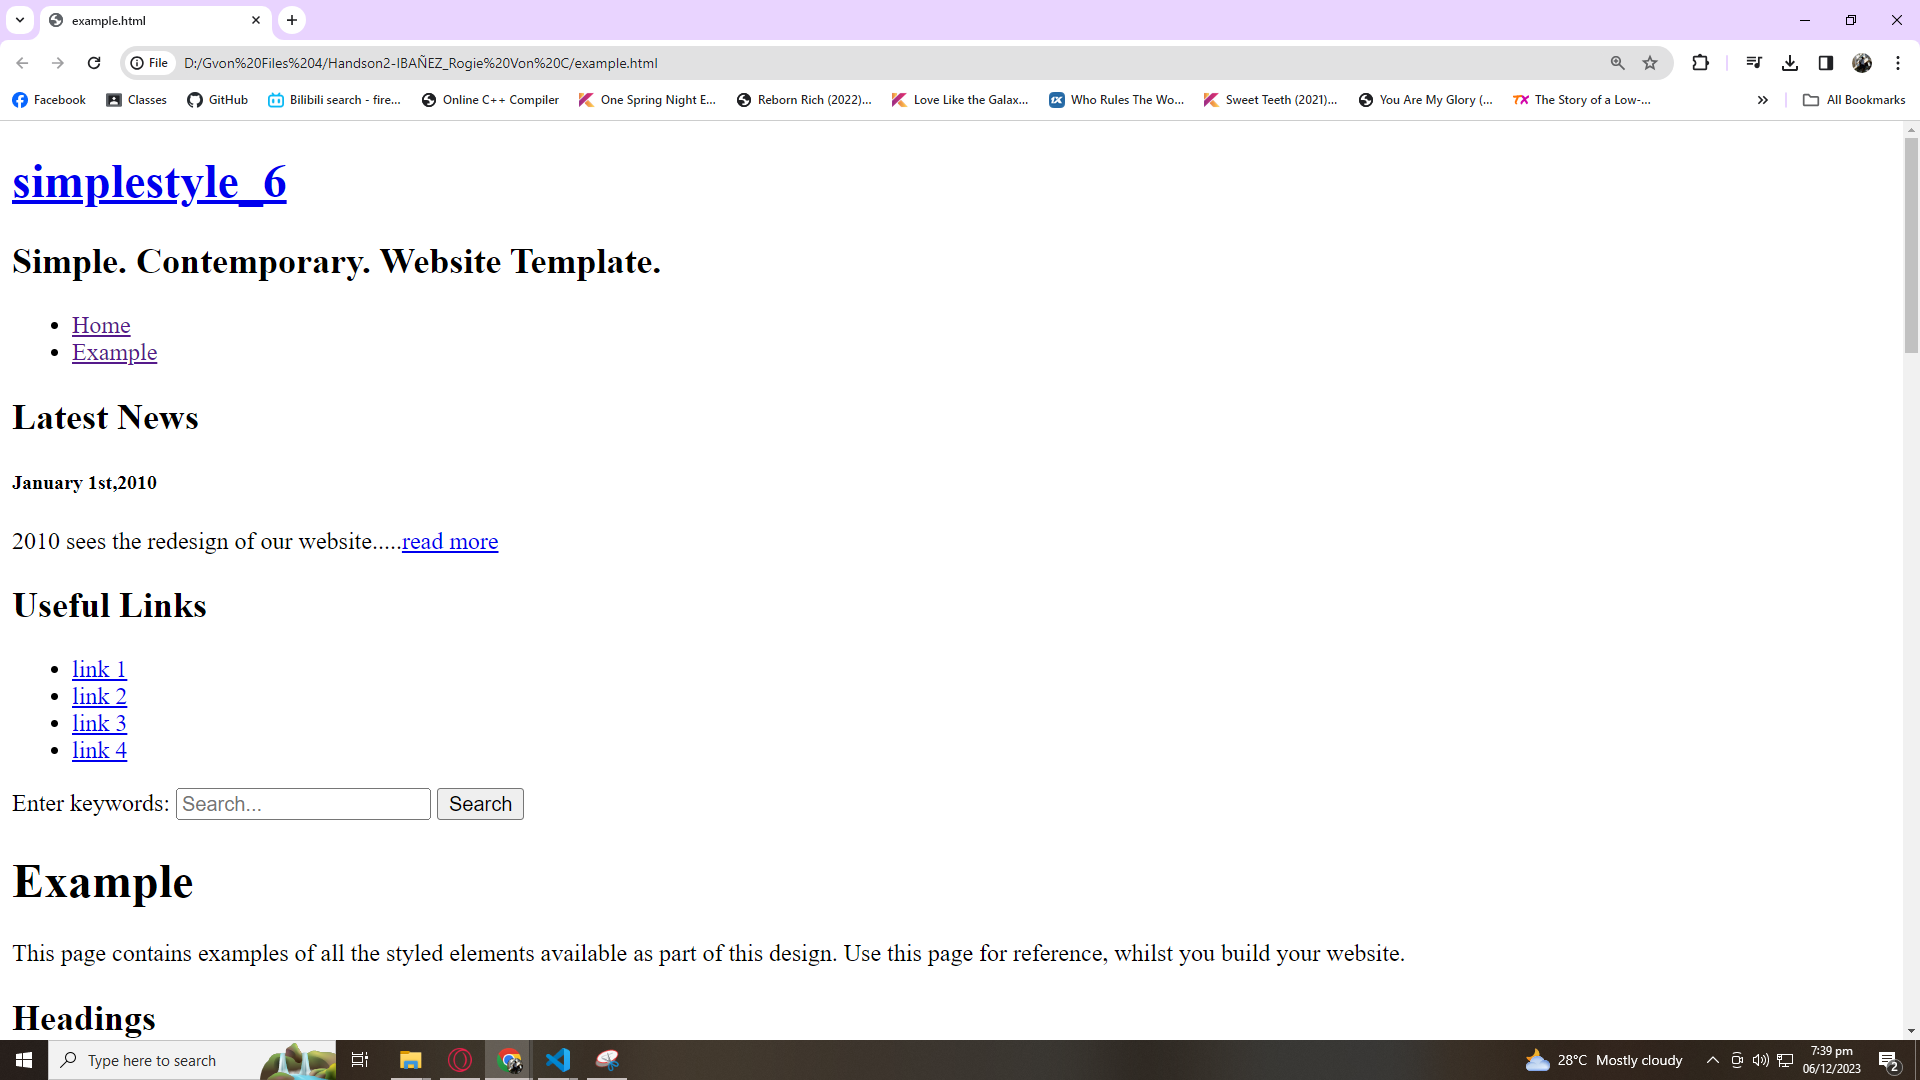 example.html
File
D:/Gvon%20Files%204/Handson2-IBAÑEZ_Rogie%20Von%20C/example.html
Facebook
Classes
GitHub
Bilibili search - fire...
Online C++ Compiler
One Spring Night E...
Reborn Rich (2022)...
Love Like the Galax...
Who Rules The Wo...
Sweet Teeth (2021)...
You Are My Glory (...
The Story of a Low-...
All Bookmarks
simplestyle_6
Simple. Contemporary. Website Template.
Home
Example
Latest News
January 1st,2010
2010 sees the redesign of our website.....read more
Useful Links
link 1
link 2
link 3
link 4
Enter keywords: Search... Search
Example
This page contains examples of all the styled elements available as part of this design. Use this page for reference, whilst you build your website.
Headings
Type here to search
28°C Mostly cloudy
7:39 pm
06/12/2023
2